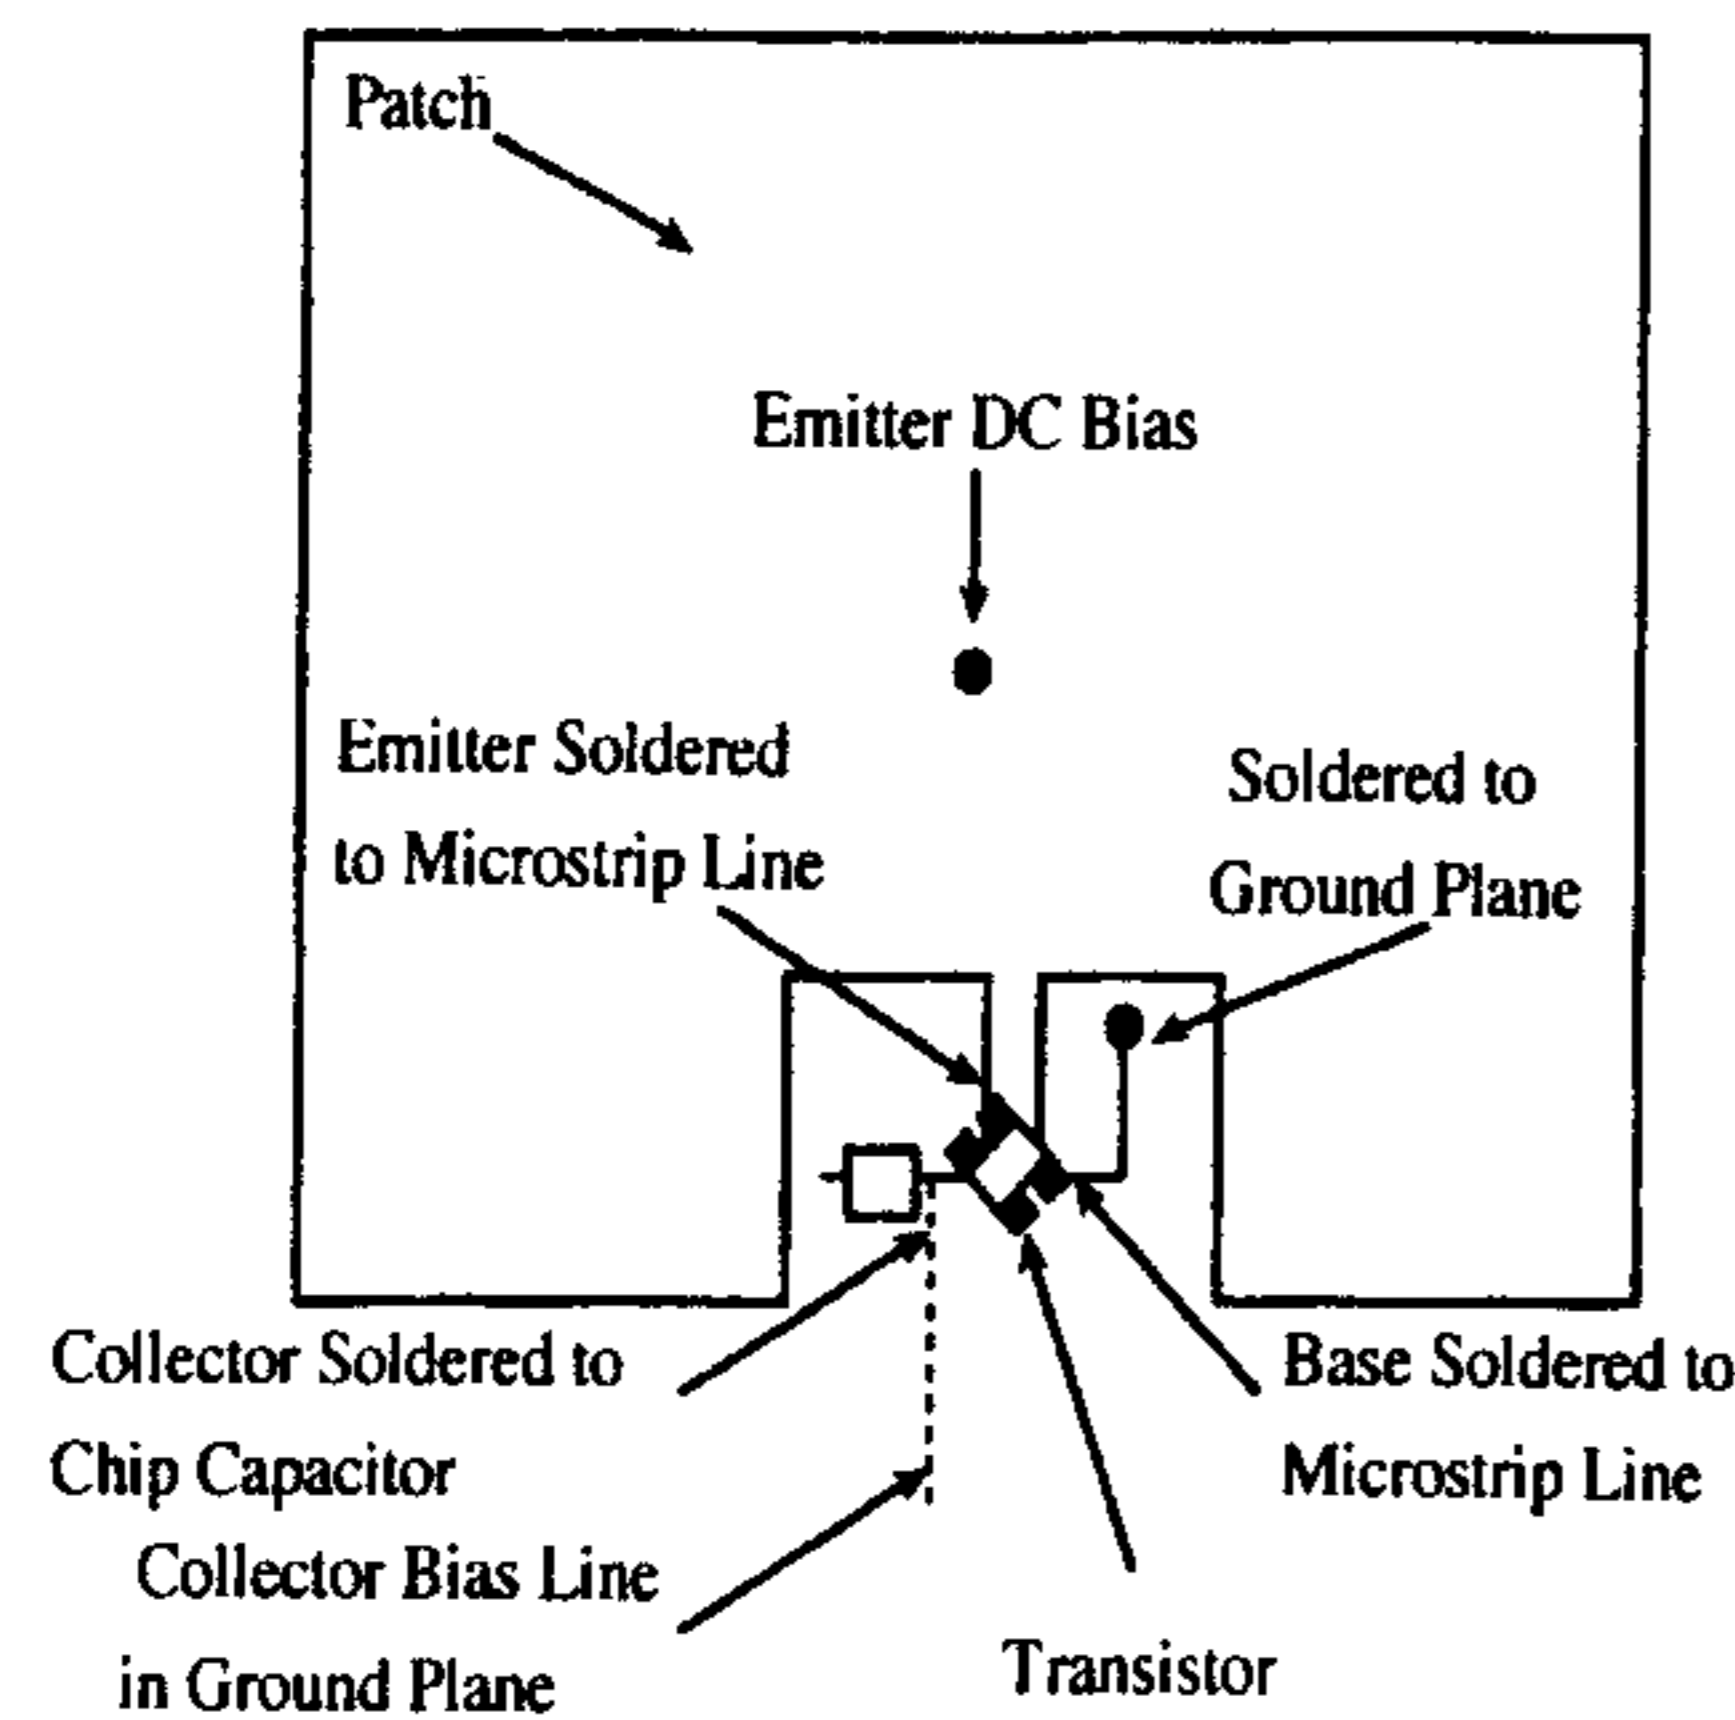 Patch
Emitter DC Bias
Emitter Soldered
to Microstrip Line
Soldered to
Ground Plane
Collector Soldered to
Chip Capacitor
Collector Bias Line
in Ground Plane
Base Soldered to
Microstrip Line
Transistor